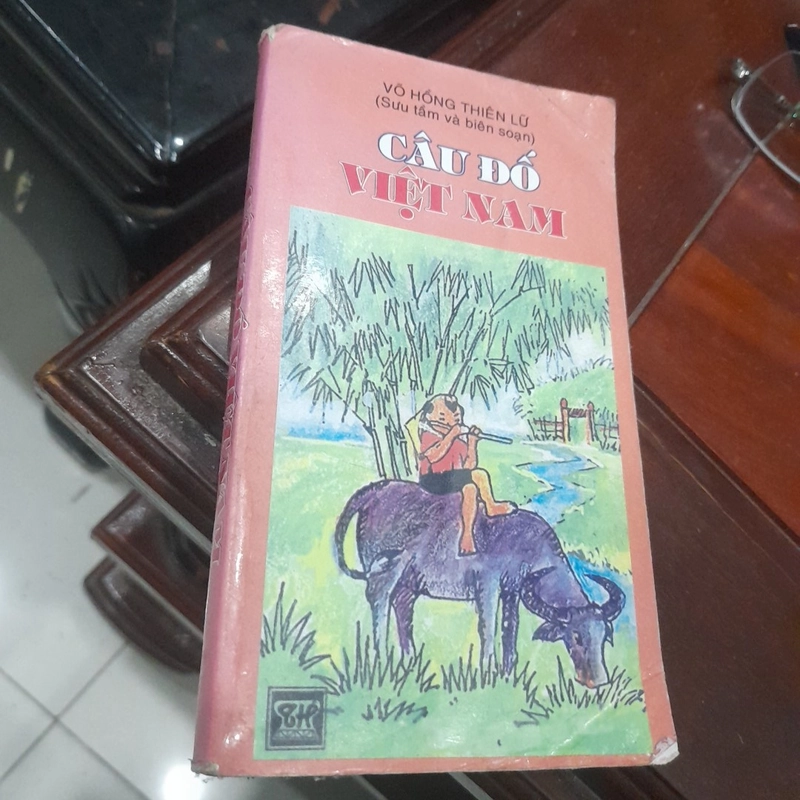 VÕ HỒNG THIÊN LỮ
(Sưu tầm và biên soạn)
CÂU ĐỐ
VIỆT NAM